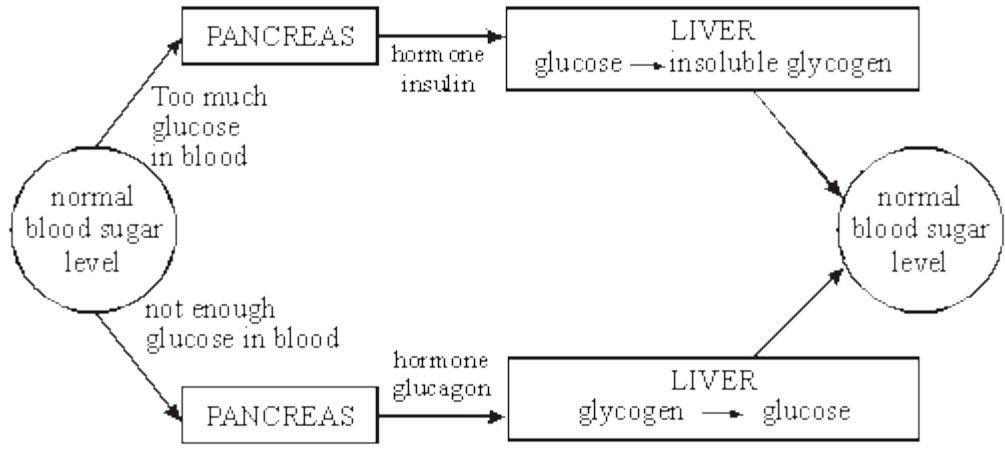 PANCREAS
hormone
insulin
LIVER
glucose → insoluble glycogen
Too much
glucose
in blood
normal
blood sugar
level
normal
blood sugar
level
not enough
glucose in blood
PANCREAS
hormone
glucagon
LIVER
glycogen → glucose